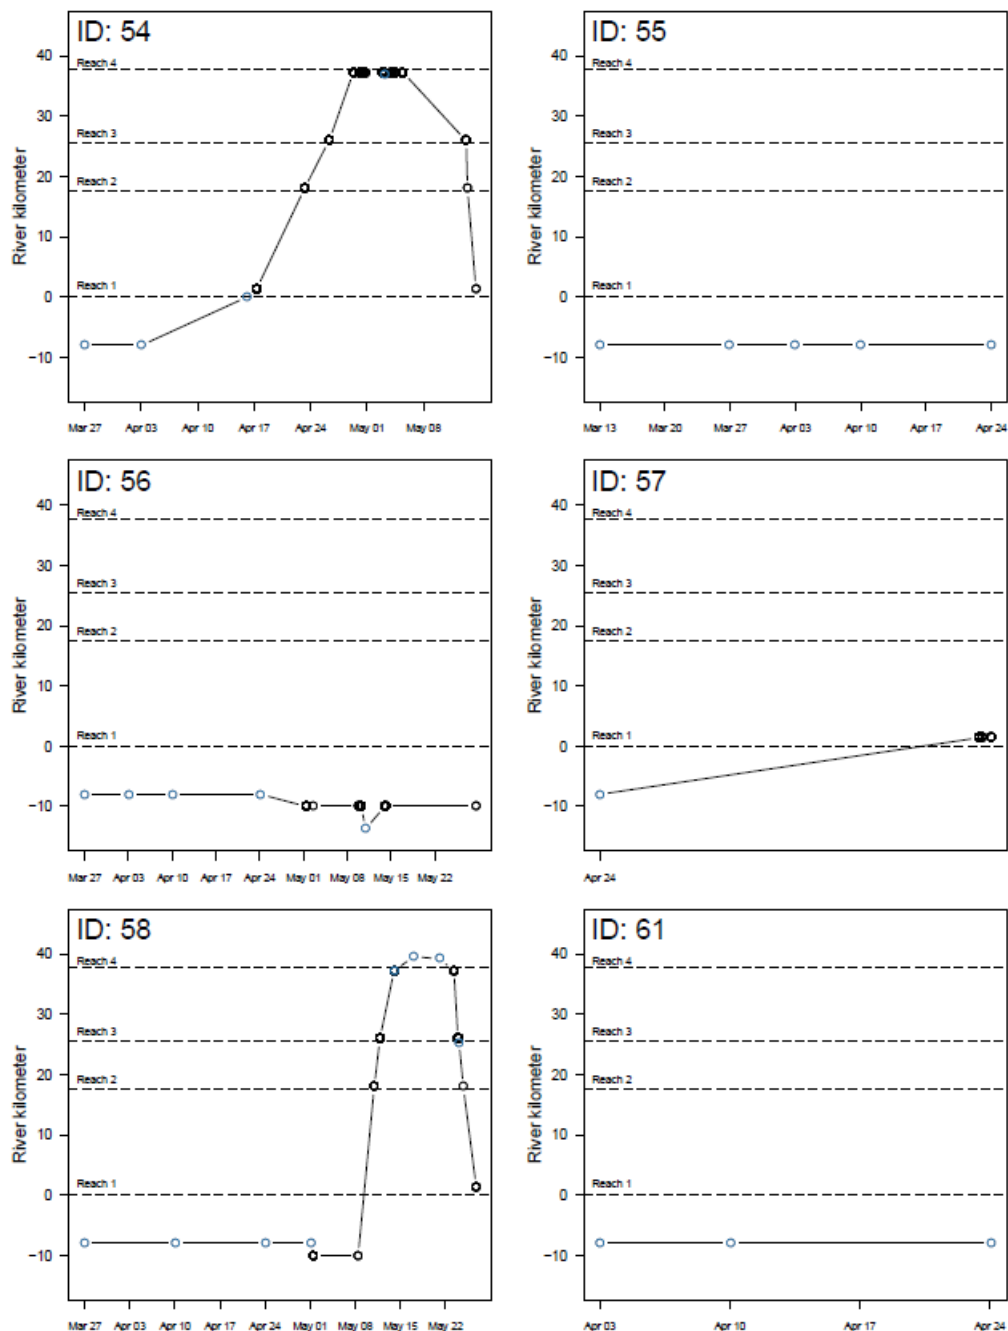 ID: 54
40
30
20
10
0
−10
River kilometer
Reach 4
Reach 3
Reach 2
Reach 1
Mar 27 Apr 03 Apr 10 Apr 17 Apr 24 May 01 May 08
ID: 55
40
30
20
10
0
−10
River kilometer
Reach 4
Reach 3
Reach 2
Reach 1
Mar 13 Mar 20 Mar 27 Apr 03 Apr 10 Apr 17 Apr 24
ID: 56
40
30
20
10
0
−10
River kilometer
Reach 4
Reach 3
Reach 2
Reach 1
Mar 27 Apr 03 Apr 10 Apr 17 Apr 24 May 01 May 08 May 15 May 22
ID: 57
40
30
20
10
0
−10
River kilometer
Reach 4
Reach 3
Reach 2
Reach 1
Apr 24
ID: 58
40
30
20
10
0
−10
River kilometer
Reach 4
Reach 3
Reach 2
Reach 1
Mar 27 Apr 03 Apr 10 Apr 17 Apr 24 May 01 May 08 May 15 May 22
ID: 61
40
30
20
10
0
−10
River kilometer
Reach 4
Reach 3
Reach 2
Reach 1
Apr 03 Apr 10 Apr 17 Apr 24